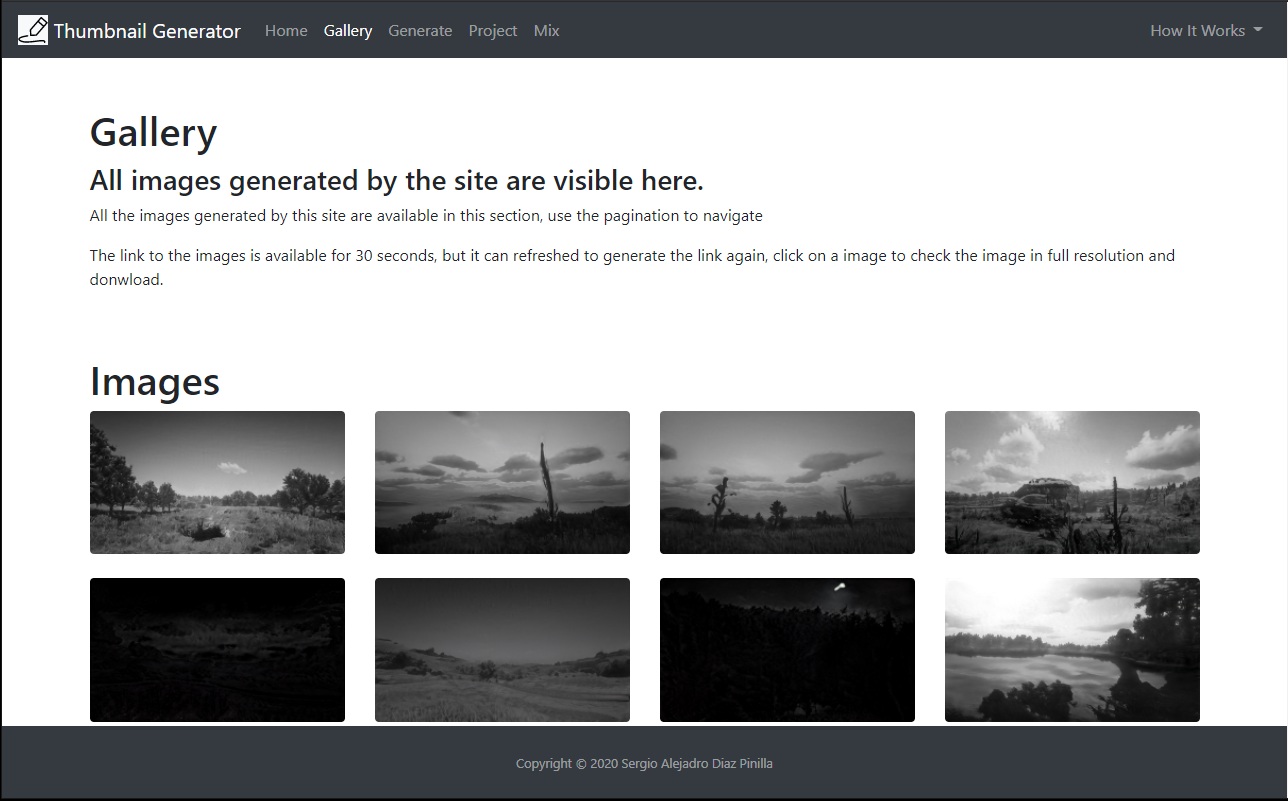 Thumbnail Generator Home Gallery Generate Project Mix How It Works
Gallery
All images generated by the site are visible here.
All the images generated by this site are available in this section, use the pagination to navigate
The link to the images is available for 30 seconds, but it can refreshed to generate the link again, click on a image to check the image in full resolution and
donwload.
Images
Copyright © 2020 Sergio Alejadro Diaz Pinilla